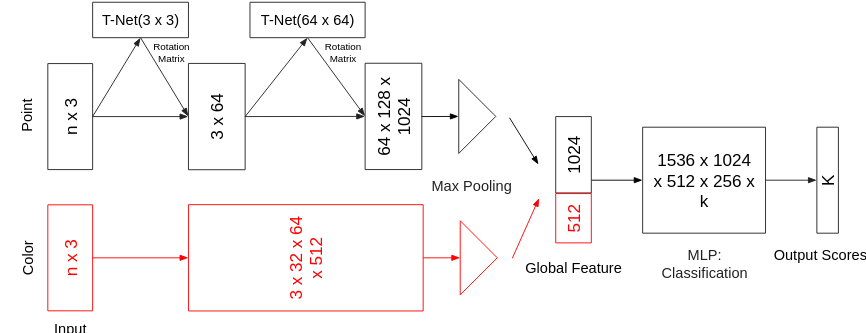 T-Net(3 x 3)
T-Net(64 x 64)
Rotation
Matrix
Rotation
Matrix
Point
n x 3
3 x 64
64 x 128 x
1024
Max Pooling
1024
1536 x 1024
x 512 x 256 x
k
K
Color
n x 3
3 x 32 x 64
x 512
512
Global Feature
MLP:
Classification
Output Scores
Input